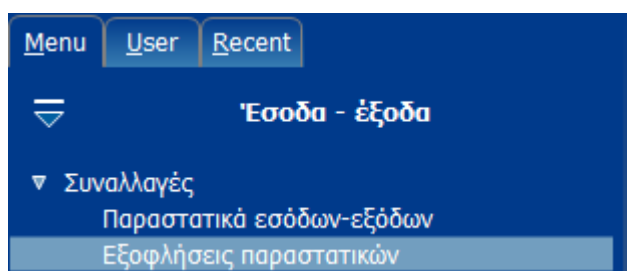 Menu User Recent
Έσοδα - έξοδα
Συναλλαγές
Παραστατικά εσόδων-εξόδων
Εξοφλήσεις παραστατικών